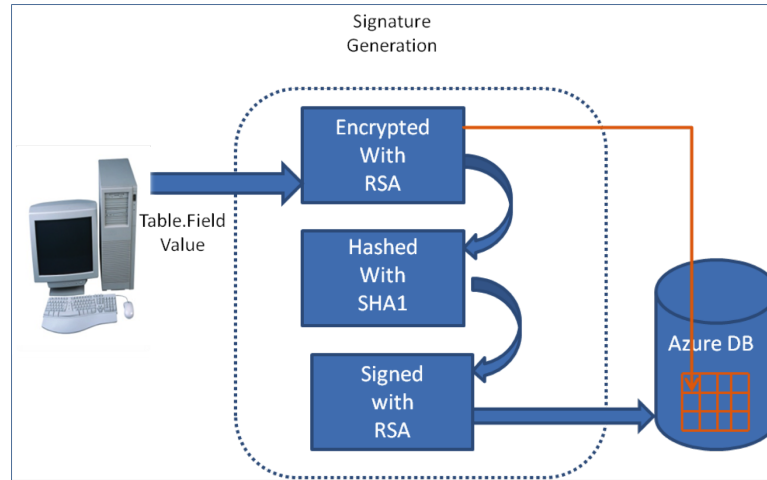 Signature
Generation
Encrypted
With
RSA
Table.Field
Value
Hashed
With
SHA1
Azure DB
Signed
with
RSA